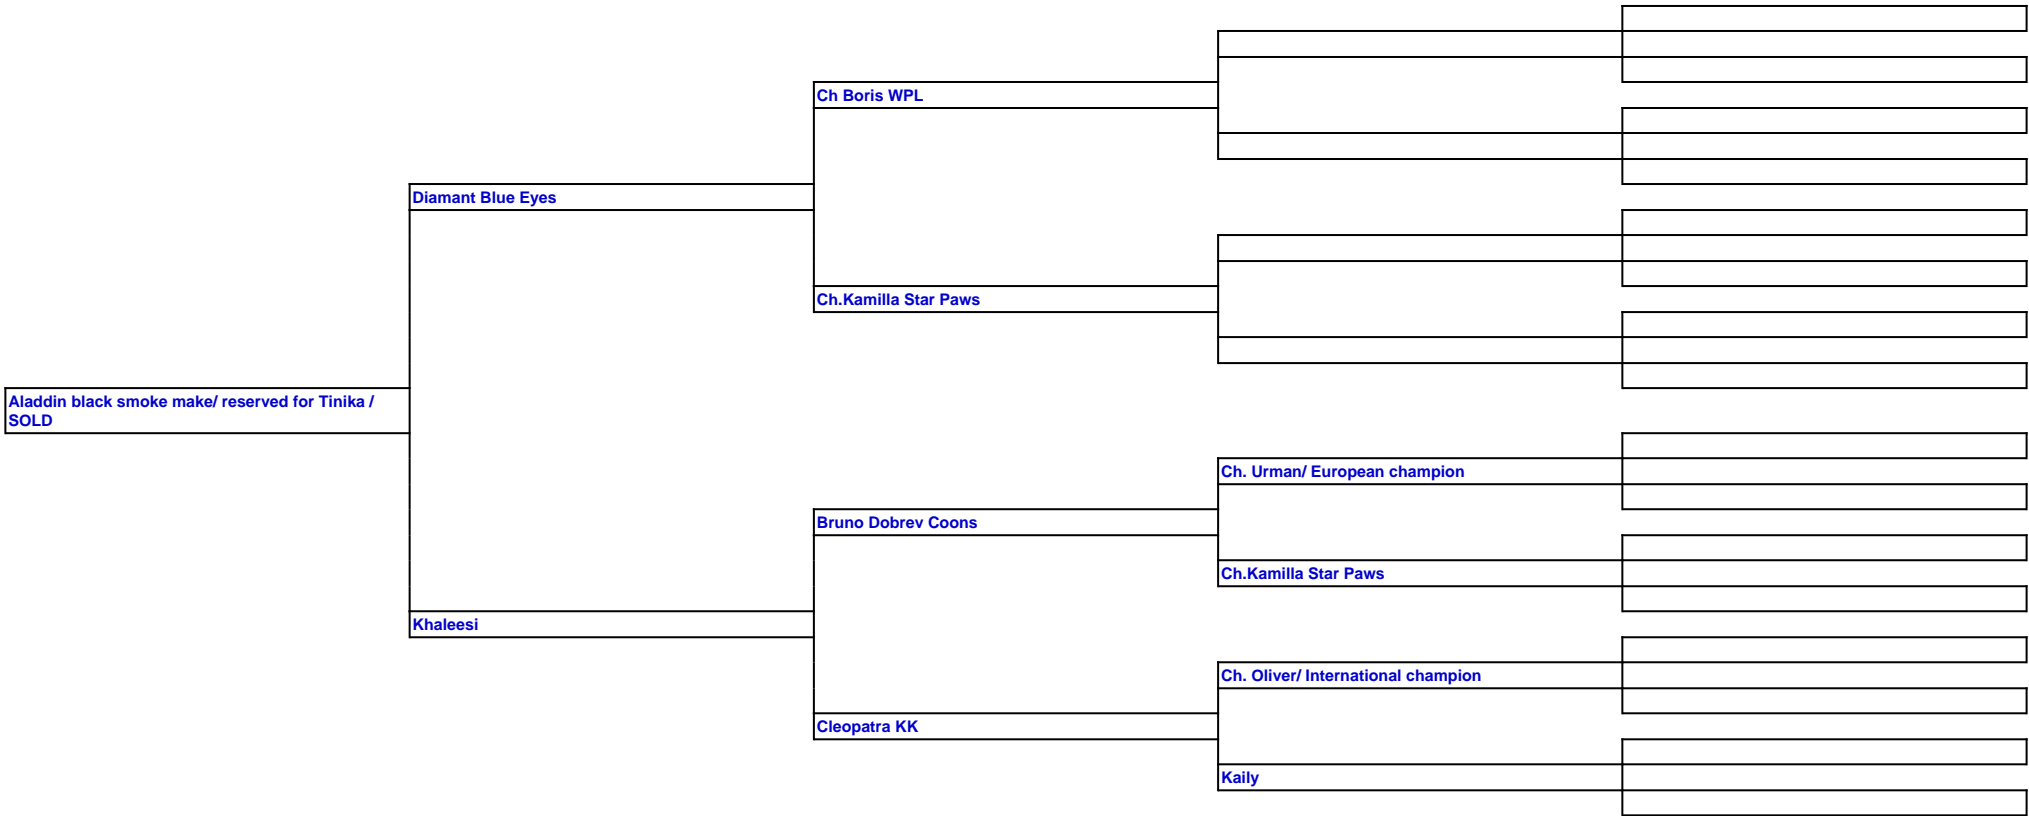 Ch Boris WPL
Diamant Blue Eyes
Ch.Kamilla Star Paws
Aladdin black smoke make/ reserved for Tinika /
SOLD
Ch. Urman/ European champion
Bruno Dobrev Coons
Ch.Kamilla Star Paws
Khaleesi
Ch. Oliver/ International champion
Cleopatra KK
Kaily